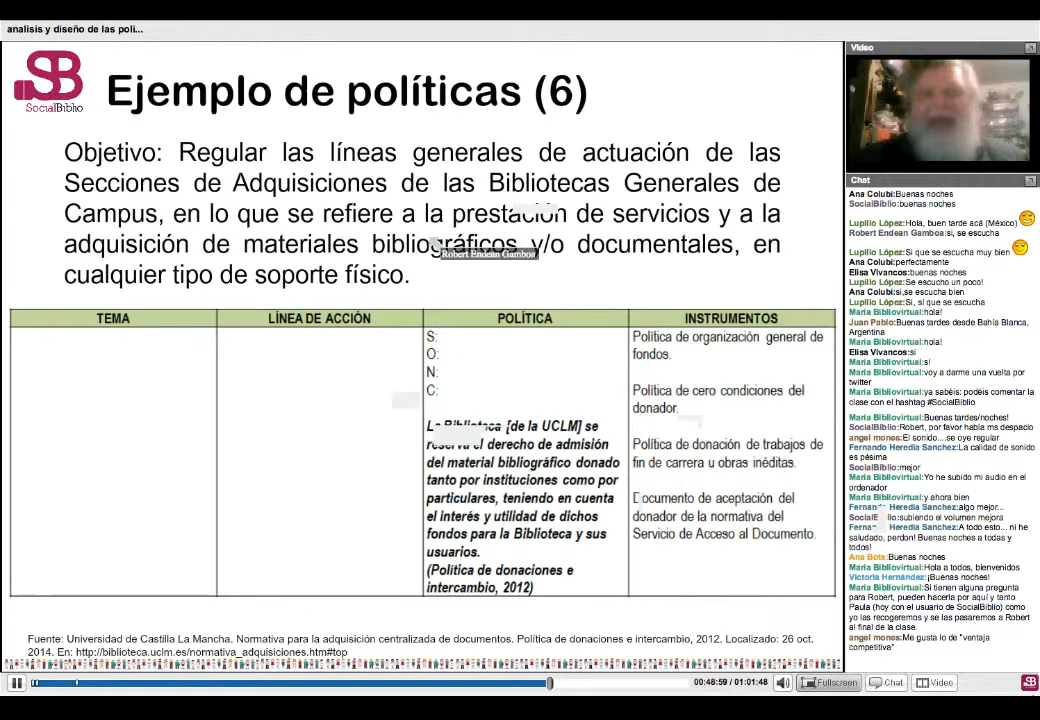 analisis y diseño de las poli...
SB
SocialBiblio
Ejemplo de políticas (6)
Objetivo: Regular las líneas generales de actuación de las
Secciones de Adquisiciones de las Bibliotecas Generales de
Campus, en lo que se refiere a la prestación de servicios y a la
adquisición de materiales bibliográficos y/o documentales, en
Robert Endean Gamboa
cualquier tipo de soporte físico.
TEMA
LÍNEA DE ACCIÓN
POLÍTICA
S:
O:
N:
C:
La Biblioteca [de la UCLM] se
reserva el derecho de admisión
del material bibliográfico donado
tanto por instituciones como por
particulares, teniendo en cuenta
el interés y utilidad de dichos
fondos para la Biblioteca y sus
usuarios.
(Política de donaciones e
intercambio, 2012)
INSTRUMENTOS
Política de organización general de
fondos.
Política de cero condiciones del
donador.
Política de donación de trabajos de
fin de carrera u obras inéditas.
Documento de aceptación del
donador de la normativa del
Servicio de Acceso al Documento.
Fuente: Universidad de Castilla La Mancha. Normativa para la adquisición centralizada de documentos. Política de donaciones e intercambio, 2012. Localizado: 26 oct.
2014. En: http://biblioteca.uclm.es/normativa_adquisiciones.htm#top
Video
Chat
Ana Colubi:Buenas noches
SocialBiblio:buenas noches
Lupillo López:Hola, buen tarde acá (México)
Robert Endean Gamboa:si, se escucha
Lupillo López:Si que se escucha muy bien
Ana Colubi:perfectamente
Elisa Vivancos:buenas noches
Lupillo López:Se escucho un poco!
Ana Colubi:si,se escucha bien
Lupillo López:Si, sí que se escucha
María Bibliovirtual:hola!
Juan Pablo:Buenas tardes desde Bahía Blanca,
Argentina
María Bibliovirtual:hola!
Elisa Vivancos:si
María Bibliovirtual:sí
María Bibliovirtual:voy a darme una vuelta por
twitter
María Bibliovirtual:ya sabéis: podéis comentar la
clase con el hashtag #SocialBiblio
María Bibliovirtual:Buenas tardes/noches!
SocialBiblio:Robert, por favor habla ms despacio
angel mones:El sonido....se oye regular
Fernando Heredia Sanchez:La calidad de sonido
es pésima
SocialBiblio:mejor
María Bibliovirtual:Yo he subido mi audio en el
ordenador
María Bibliovirtual:y ahora bien
Fernando Heredia Sanchez:algo mejor...
SocialBiblio:subiendo el volumen mejora
Fernando Heredia Sanchez:A todo esto... ni he
saludado, perdon! Buenas noches a todas y
todos!
Ana Bote:Buenas noches
María Bibliovirtual:Hola a todos, bienvenidos
Victoria Hernández:¡Buenas noches!
María Bibliovirtual:Si tienen alguna pregunta
para Robert, pueden hacerla por aquí y tanto
Paula (hoy con el usuario de SocialBiblio) como
yo las recogeremos y se las pasaremos a Robert
al final de la clase.
angel mones:Me gusta lo de "ventaja
competitiva"
00:48:59 / 01:01:48
Fullscreen
Chat
Video
SB